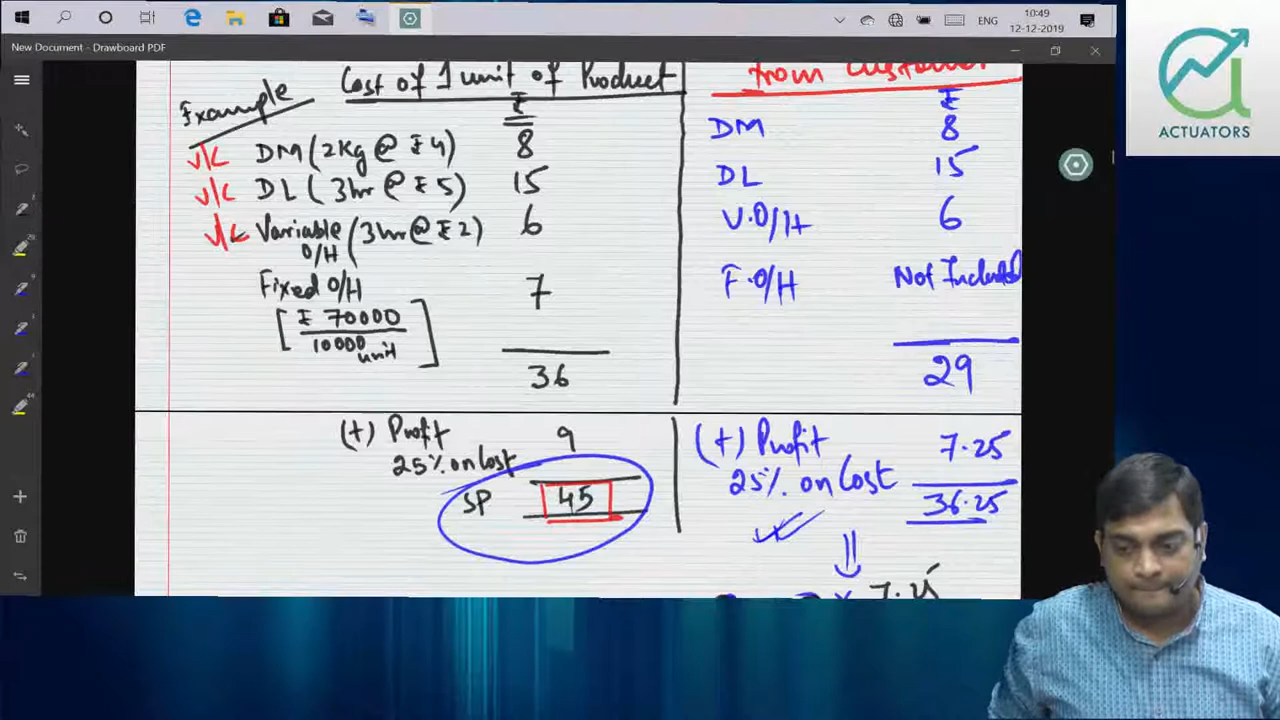 10:49
ENG
12-12-2019
New Document - Drawboard PDF
ACTUATORS
Example
Cost of 1 unit of Product
₹
V/C DM (2Kg @ ₹4) 8
V/C DL (3hr @ ₹5) 15
V/C Variable O/H (3hr @ ₹2) 6
Fixed O/H 7
[₹ 70000
10000 unit]
36
(+) Profit 9
25% on Cost
SP 45
from Customer
₹
DM 8
DL 15
V.O/H 6
F.O/H Not Included
29
(+) Profit 7.25
25% on Cost
36.25
7.25